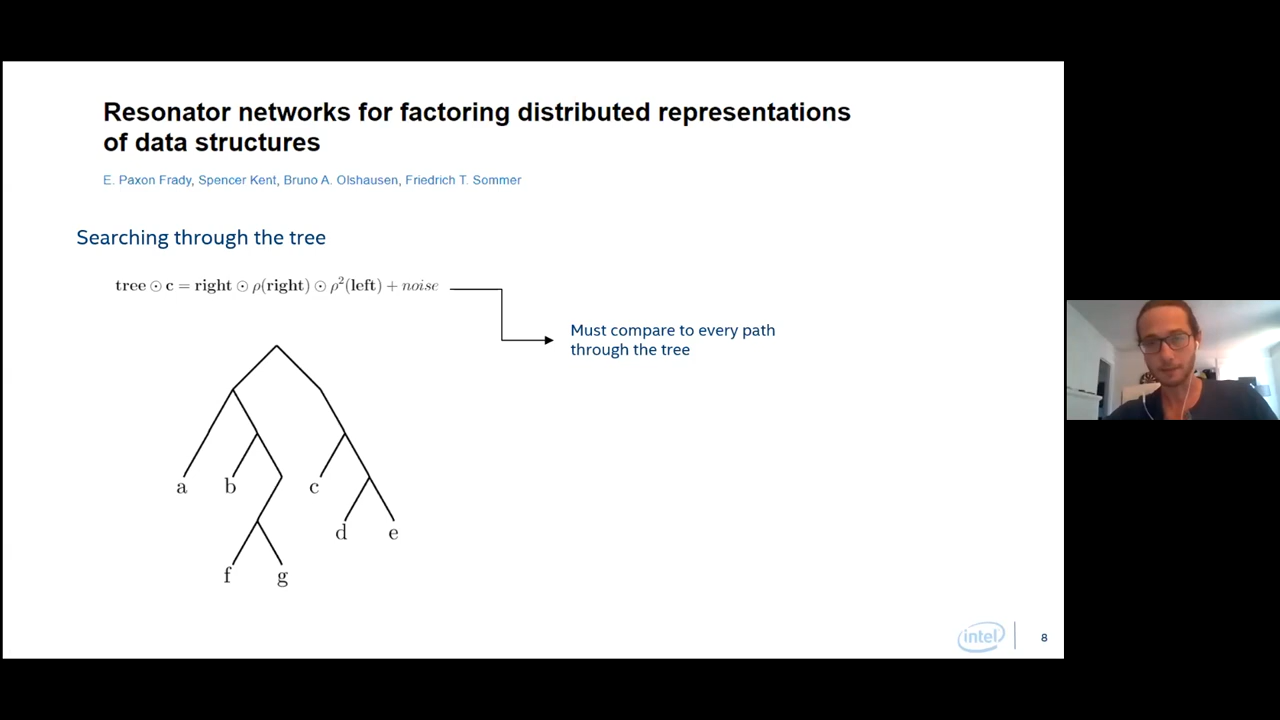 Resonator networks for factoring distributed representations
of data structures
E. Paxon Frady, Spencer Kent, Bruno A. Olshausen, Friedrich T. Sommer
Searching through the tree
tree ⊙ c = right ⊙ ρ(right) ⊙ ρ²(left) + noise
Must compare to every path
through the tree
a b c
d e
f g
intel 8